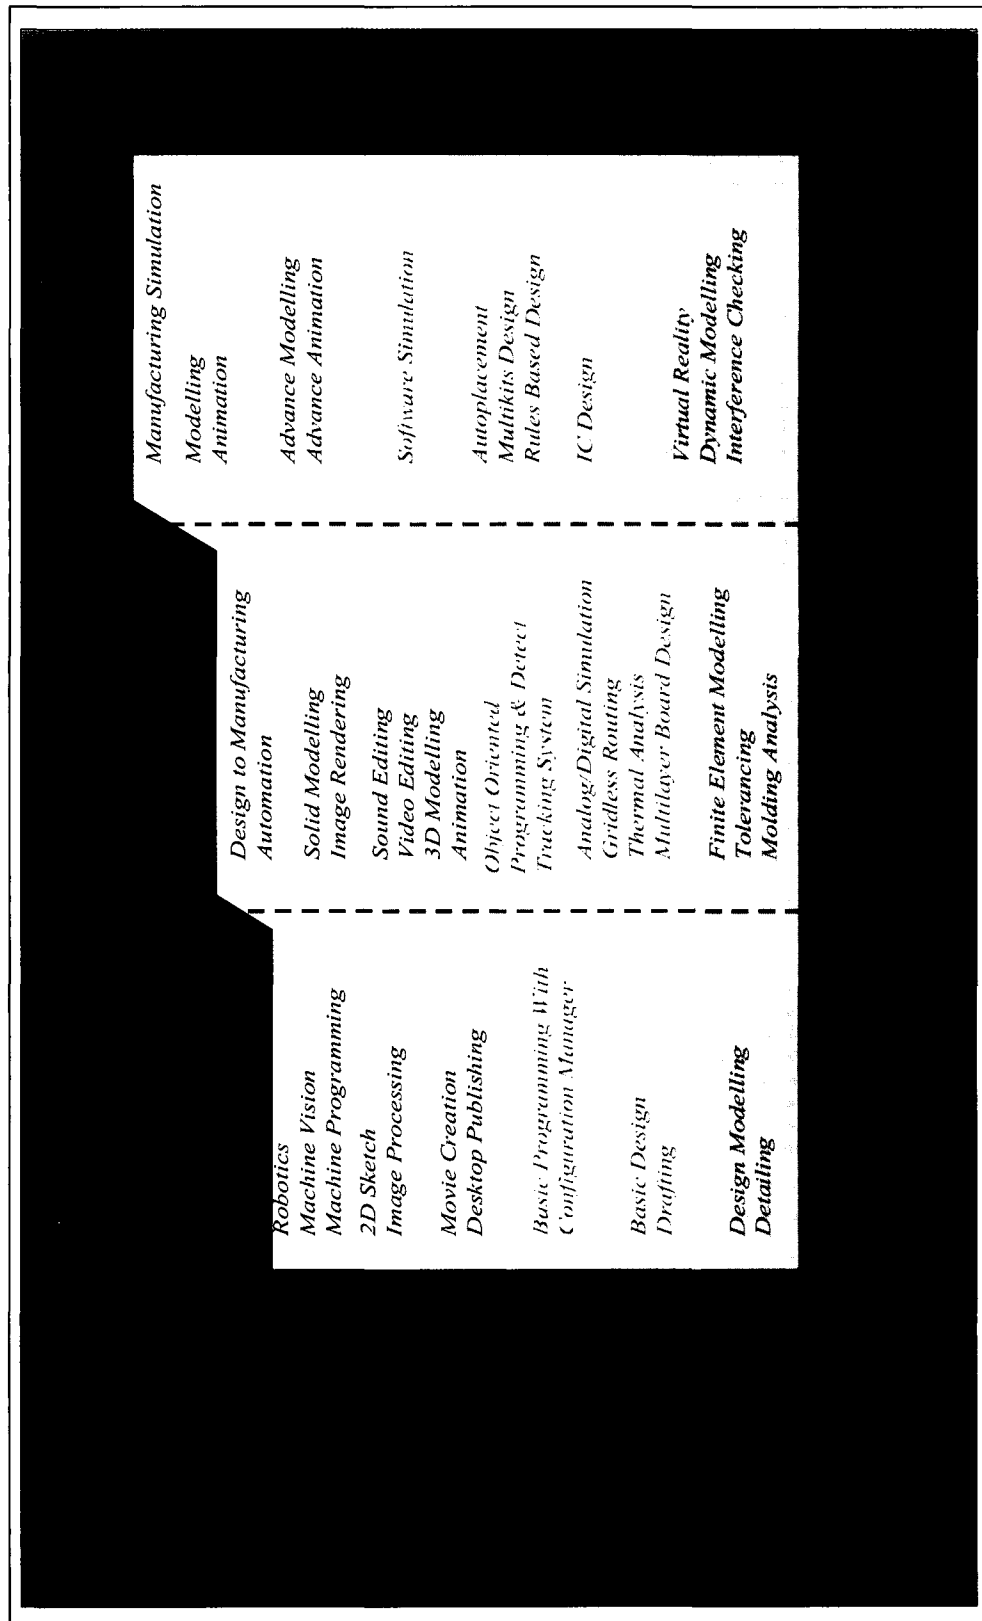 Robotics
Machine Vision
Machine Programming
2D Sketch
Image Processing
Movie Creation
Desktop Publishing
Basic Programming With
Configuration Manager
Basic Design
Drafting
Design Modelling
Detailing
Design to Manufacturing
Automation
Solid Modelling
Image Rendering
Sound Editing
Video Editing
3D Modelling
Animation
Object Oriented
Programming & Detect
Tracking System
Analog/Digital Simulation
Gridless Routing
Thermal Analysis
Multilayer Board Design
Finite Element Modelling
Tolerancing
Molding Analysis
Manufacturing Simulation
Modelling
Animation
Advance Modelling
Advance Animation
Software Simulation
Autoplacement
Multikits Design
Rules Based Design
IC Design
Virtual Reality
Dynamic Modelling
Interference Checking